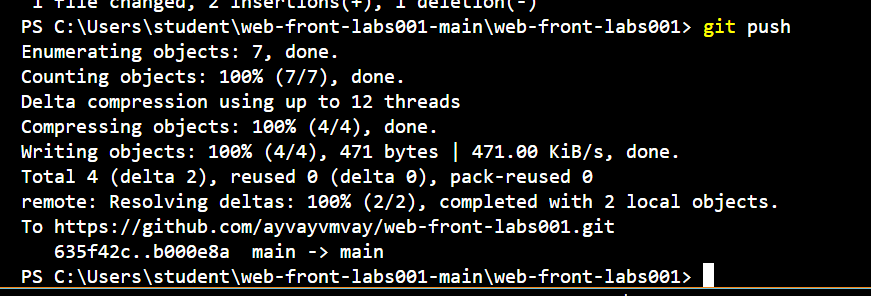 1 file changed, 2 insertions(+), 1 deletion(-)
PS C:\Users\student\web-front-labs001-main\web-front-labs001> git push
Enumerating objects: 7, done.
Counting objects: 100% (7/7), done.
Delta compression using up to 12 threads
Compressing objects: 100% (4/4), done.
Writing objects: 100% (4/4), 471 bytes | 471.00 KiB/s, done.
Total 4 (delta 2), reused 0 (delta 0), pack-reused 0
remote: Resolving deltas: 100% (2/2), completed with 2 local objects.
To https://github.com/ayvayvmvay/web-front-labs001.git
635f42c..b000e8a  main -> main
PS C:\Users\student\web-front-labs001-main\web-front-labs001>